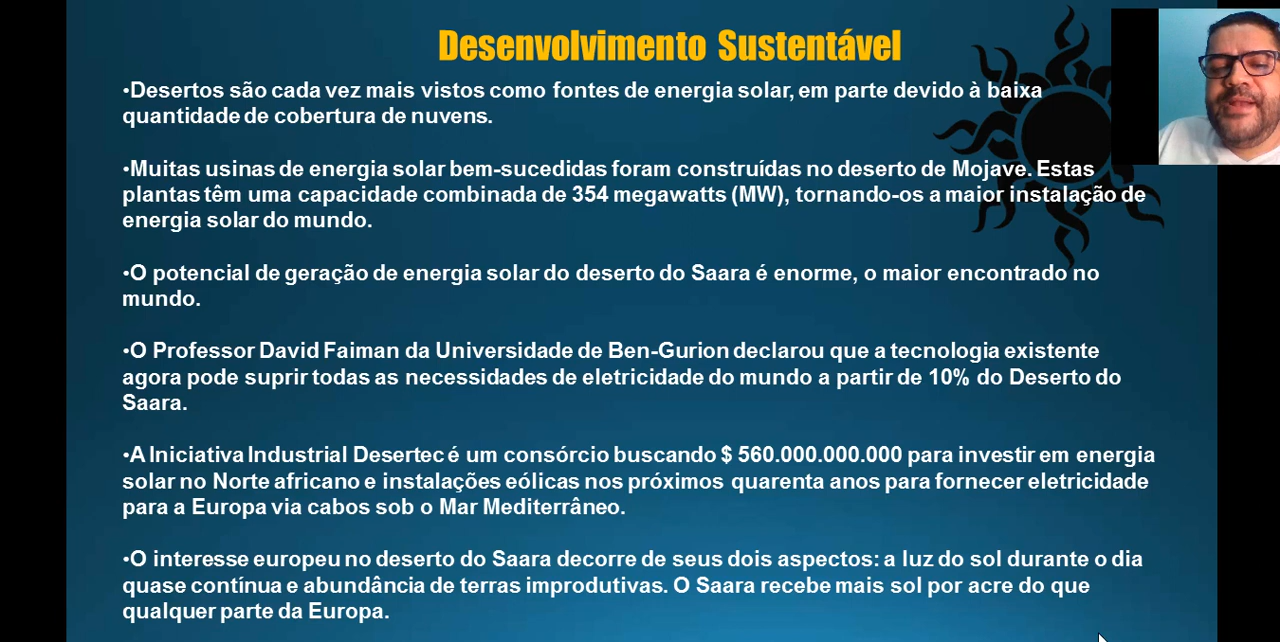 Desenvolvimento Sustentável
•Desertos são cada vez mais vistos como fontes de energia solar, em parte devido à baixa
quantidade de cobertura de nuvens.
•Muitas usinas de energia solar bem-sucedidas foram construídas no deserto de Mojave. Estas
plantas têm uma capacidade combinada de 354 megawatts (MW), tornando-os a maior instalação de
energia solar do mundo.
•O potencial de geração de energia solar do deserto do Saara é enorme, o maior encontrado no
mundo.
•O Professor David Faiman da Universidade de Ben-Gurion declarou que a tecnologia existente
agora pode suprir todas as necessidades de eletricidade do mundo a partir de 10% do Deserto do
Saara.
•A Iniciativa Industrial Desertec é um consórcio buscando $ 560.000.000.000 para investir em energia
solar no Norte africano e instalações eólicas nos próximos quarenta anos para fornecer eletricidade
para a Europa via cabos sob o Mar Mediterrâneo.
•O interesse europeu no deserto do Saara decorre de seus dois aspectos: a luz do sol durante o dia
quase contínua e abundância de terras improdutivas. O Saara recebe mais sol por acre do que
qualquer parte da Europa.